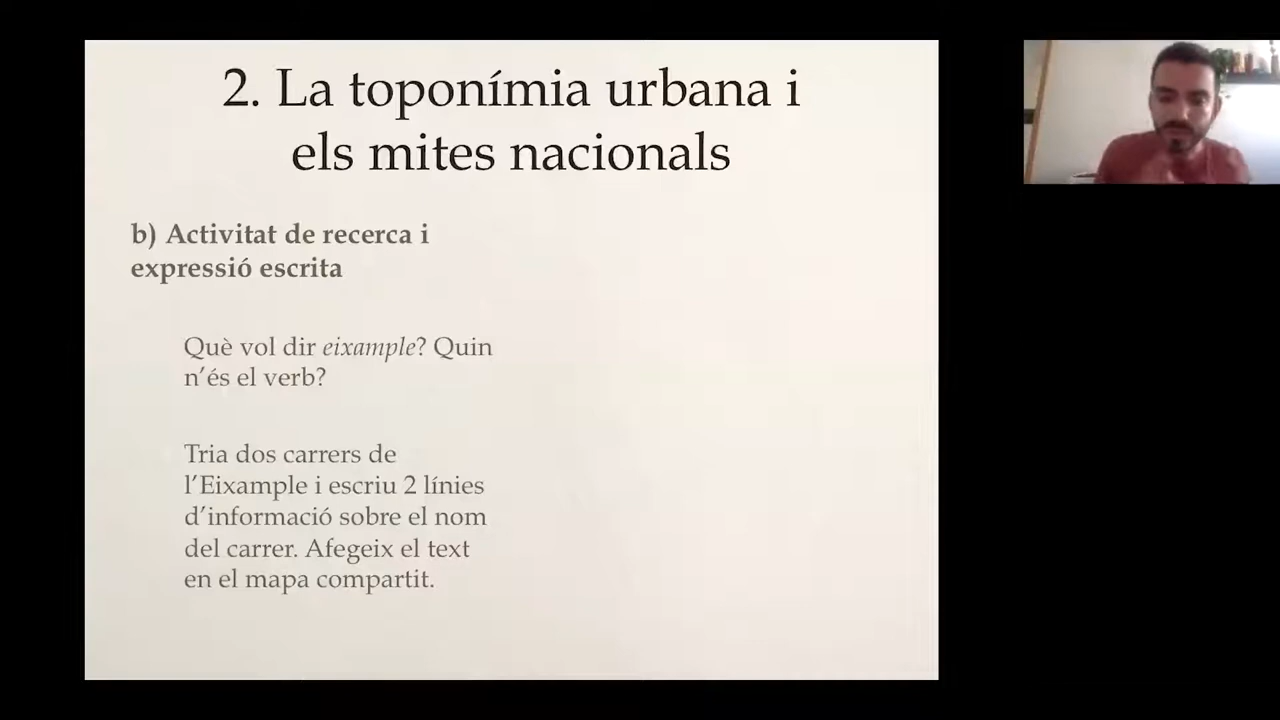 2. La toponímia urbana i
els mites nacionals
b) Activitat de recerca i
expressió escrita
Què vol dir eixample? Quin
n’és el verb?
Tria dos carrers de
l’Eixample i escriu 2 línies
d’informació sobre el nom
del carrer. Afegeix el text
en el mapa compartit.